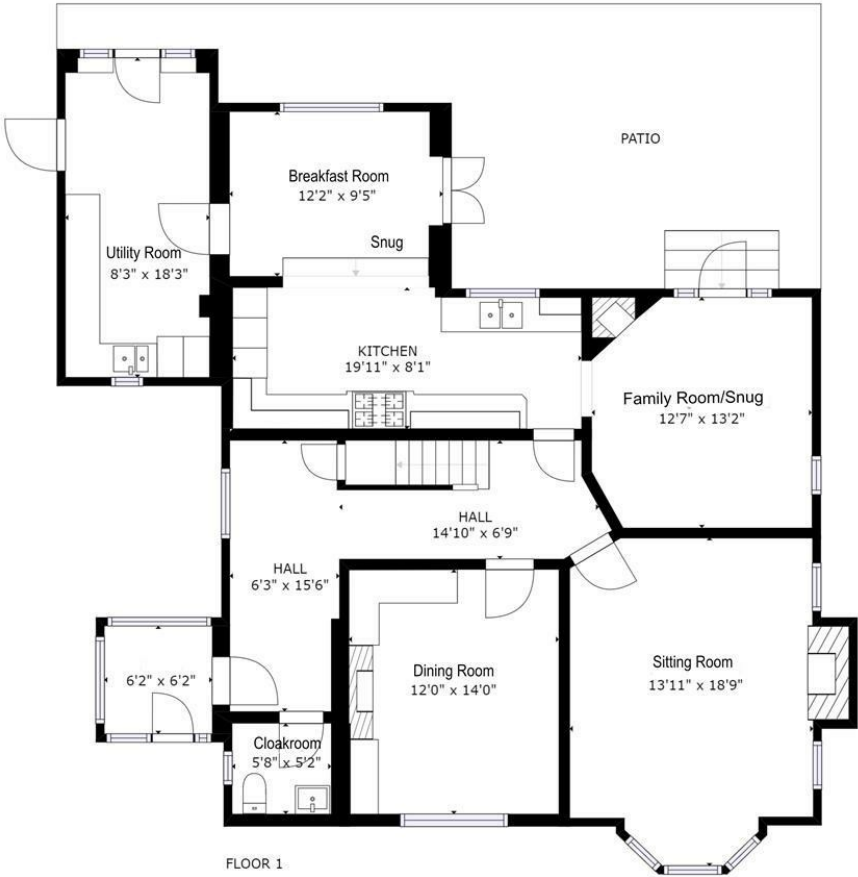 PATIO
Breakfast Room
12'2" x 9'5"
Snug
Utility Room
8'3" x 18'3"
KITCHEN
19'11" x 8'1"
Family Room/Snug
12'7" x 13'2"
HALL
14'10" x 6'9"
HALL
6'3" x 15'6"
6'2" x 6'2"
Dining Room
12'0" x 14'0"
Sitting Room
13'11" x 18'9"
Cloakroom
5'8" x 5'2"
FLOOR 1